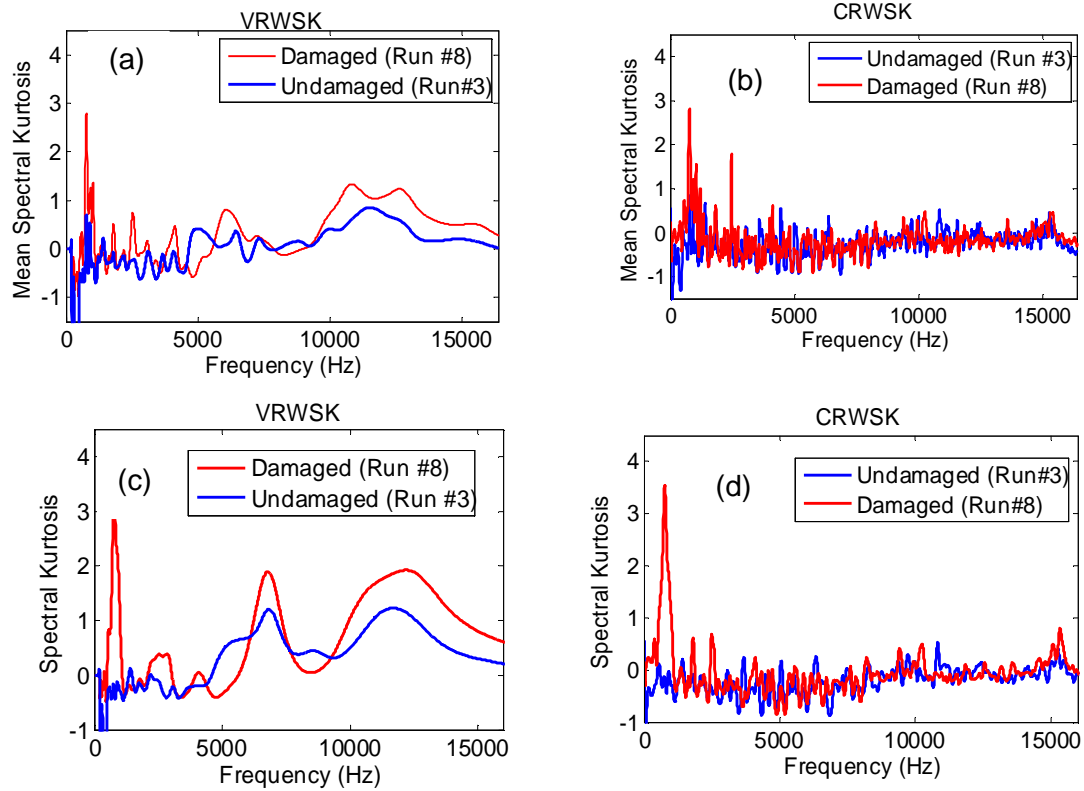 VRWSK
(a)
Damaged (Run #8)
Undamaged (Run#3)
Mean Spectral Kurtosis
4
3
2
1
0
-1
0 5000 10000 15000
Frequency (Hz)
CRWSK
(b)
Undamaged (Run #3)
Damaged (Run #8)
Mean Spectral Kurtosis
4
3
2
1
0
-1
0 5000 10000 15000
Frequency (Hz)
VRWSK
(c)
Damaged (Run #8)
Undamaged (Run #3)
Spectral Kurtosis
4
3
2
1
0
-1
0 5000 10000 15000
Frequency (Hz)
CRWSK
(d)
Undamaged (Run#3)
Damaged (Run#8)
Spectral Kurtosis
4
3
2
1
0
-1
0 5000 10000 15000
Frequency (Hz)